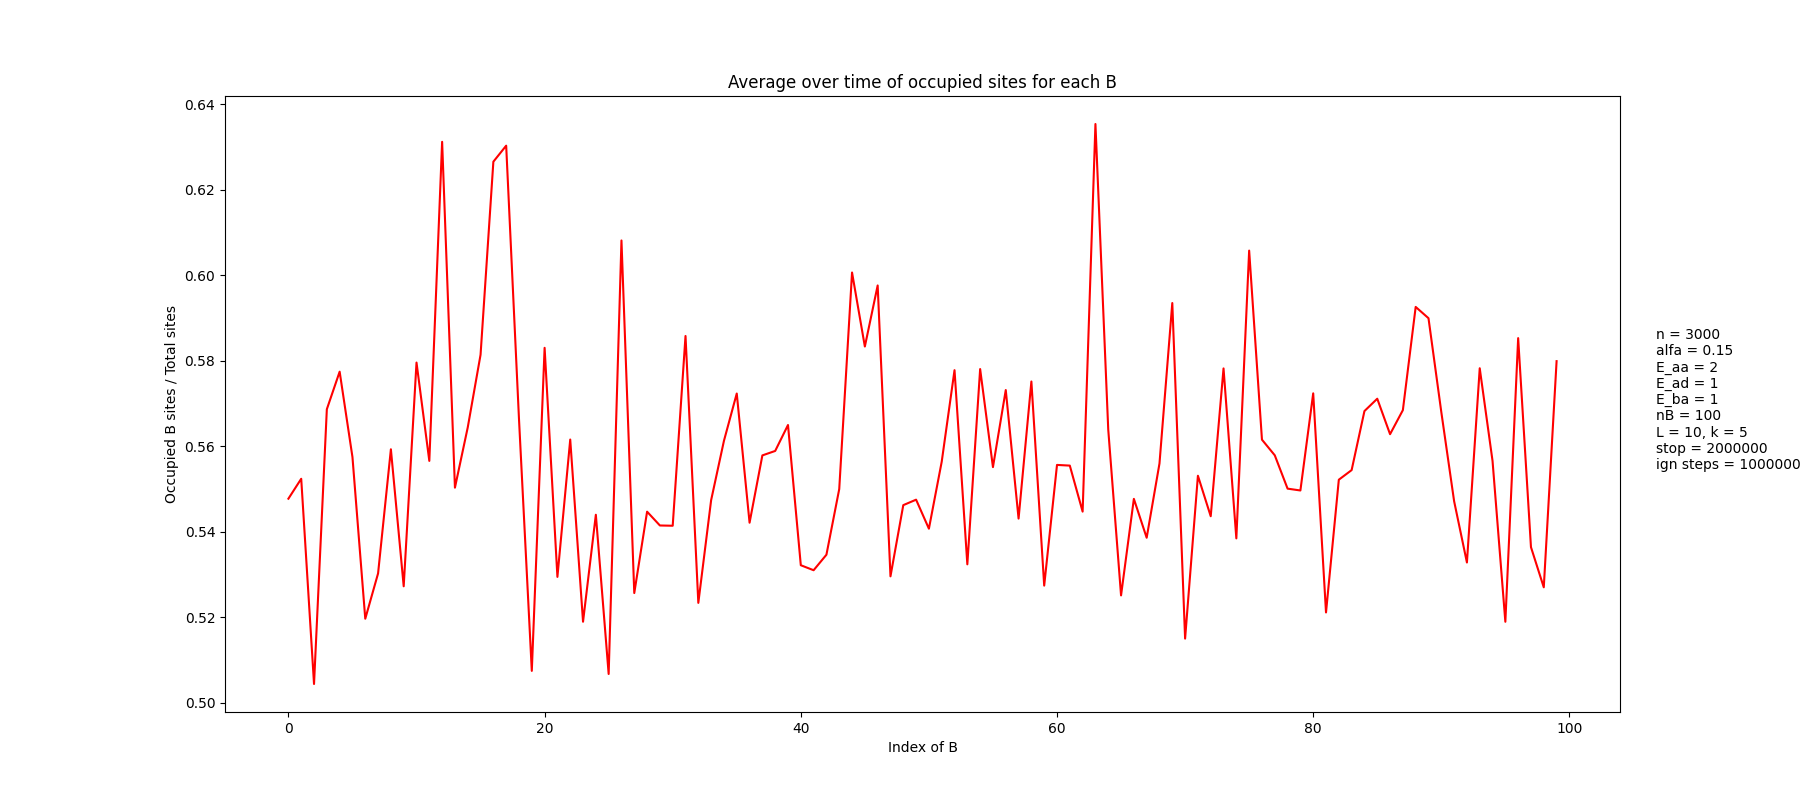 Average over time of occupied sites for each B
0.64
0.62
0.60
0.58
0.56
0.54
0.52
0.50
Occupied B sites / Total sites
0
20
40
60
80
100
Index of B
n = 3000
alfa = 0.15
E_aa = 2
E_ad = 1
E_ba = 1
nB = 100
L = 10, k = 5
stop = 2000000
ign steps = 1000000